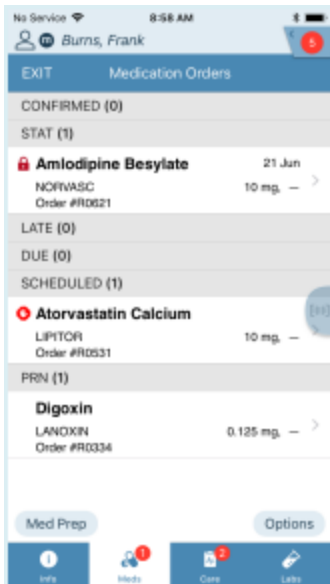 No Service 8:58 AM
Burns, Frank
5
EXIT Medication Orders
CONFIRMED (0)
STAT (1)
Amlodipine Besylate 21 Jun
NORVASC 10 mg, —
Order #R0621
LATE (0)
DUE (0)
SCHEDULED (1)
Atorvastatin Calcium
LIPITOR 10 mg, —
Order #R0531
PRN (1)
Digoxin
LANOXIN 0.125 mg, —
Order #R0334
Med Prep Options
1 2
Info Meds Care Labs